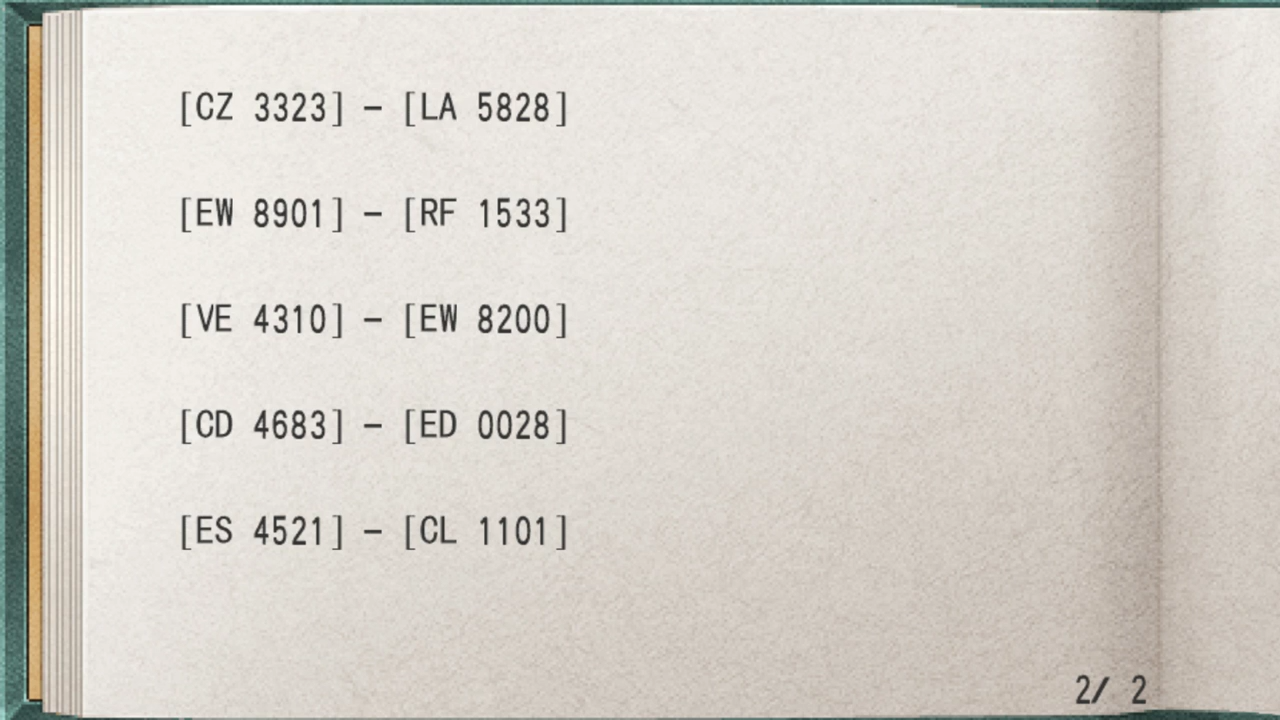 [CZ 3323] – [LA 5828]
[EW 8901] – [RF 1533]
[VE 4310] – [EW 8200]
[CD 4683] – [ED 0028]
[ES 4521] – [CL 1101]
2/ 2